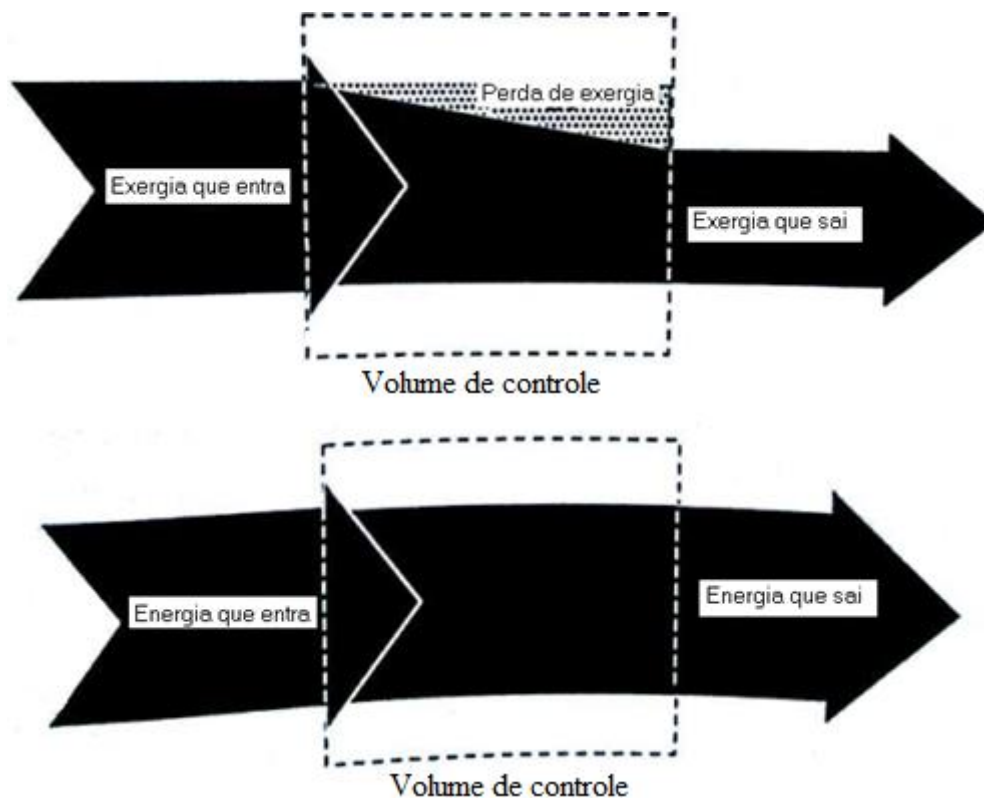 Perda de exergia
Exergia que entra
Exergia que sai
Volume de controle
Energia que entra
Energia que sai
Volume de controle